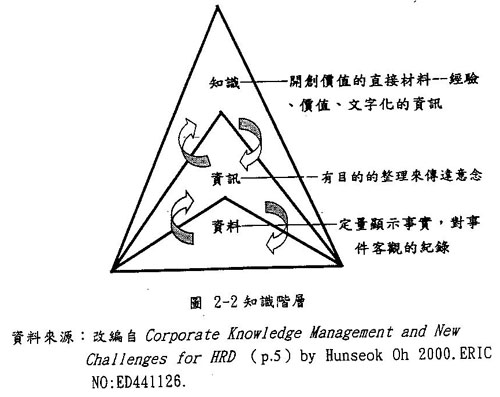 知識——開創價值的直接材料--經驗
、價值、文字化的資訊
資訊——有目的的整理來傳達意念
資料——定量顯示事實，對事
件客觀的紀錄
圖 2-2 知識階層
資料來源：改編自 Corporate Knowledge Management and New
Challenges for HRD （p.5）by Hunseok Oh 2000.ERIC
NO:ED441126.